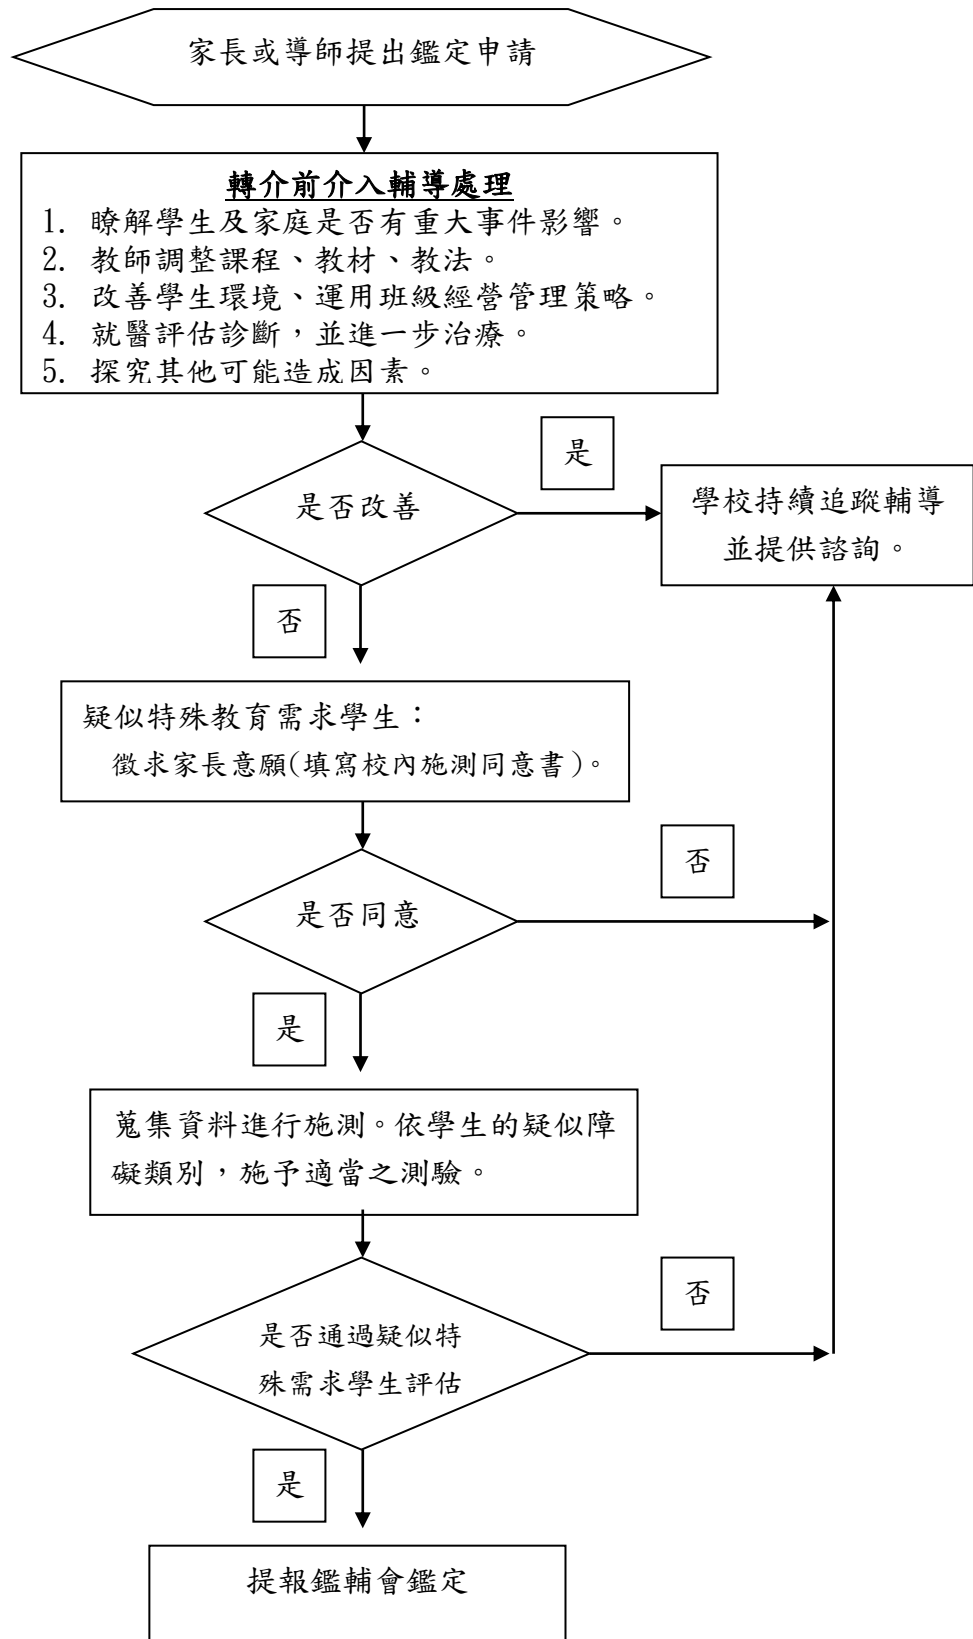 家長或導師提出鑑定申請
轉介前介入輔導處理
1. 瞭解學生及家庭是否有重大事件影響。
2. 教師調整課程、教材、教法。
3. 改善學生環境、運用班級經營管理策略。
4. 就醫評估診斷，並進一步治療。
5. 探究其他可能造成因素。
是
是否改善
學校持續追蹤輔導
並提供諮詢。
否
疑似特殊教育需求學生：
徵求家長意願(填寫校內施測同意書)。
否
是否同意
是
蒐集資料進行施測。依學生的疑似障
礙類別，施予適當之測驗。
否
是否通過疑似特
殊需求學生評估
是
提報鑑輔會鑑定